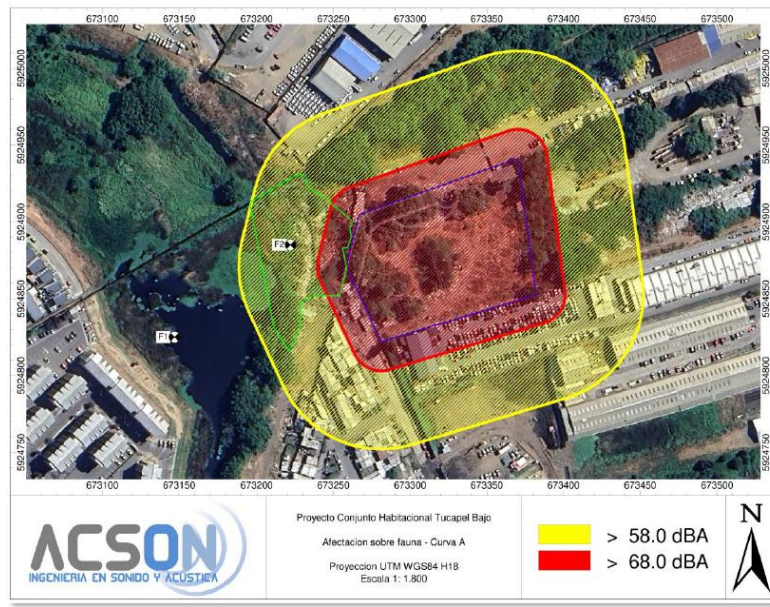 673100 673150 673200 673250 673300 673350 673400 673450 673500
5925000
5924950
5924900
5924850
5924800
5924750
5925000
5924950
5924900
5924850
5924800
5924750
F2
F1
673100 673150 673200 673250 673300 673350 673400 673450 673500
ACSON
INGENIERIA EN SONIDO Y ACÚSTICA
Proyecto Conjunto Habitacional Tucapel Bajo
Afectacion sobre fauna - Curva A
Proyeccion UTM WGS84 H18
Escala 1: 1.800
> 58.0 dBA
> 68.0 dBA
N